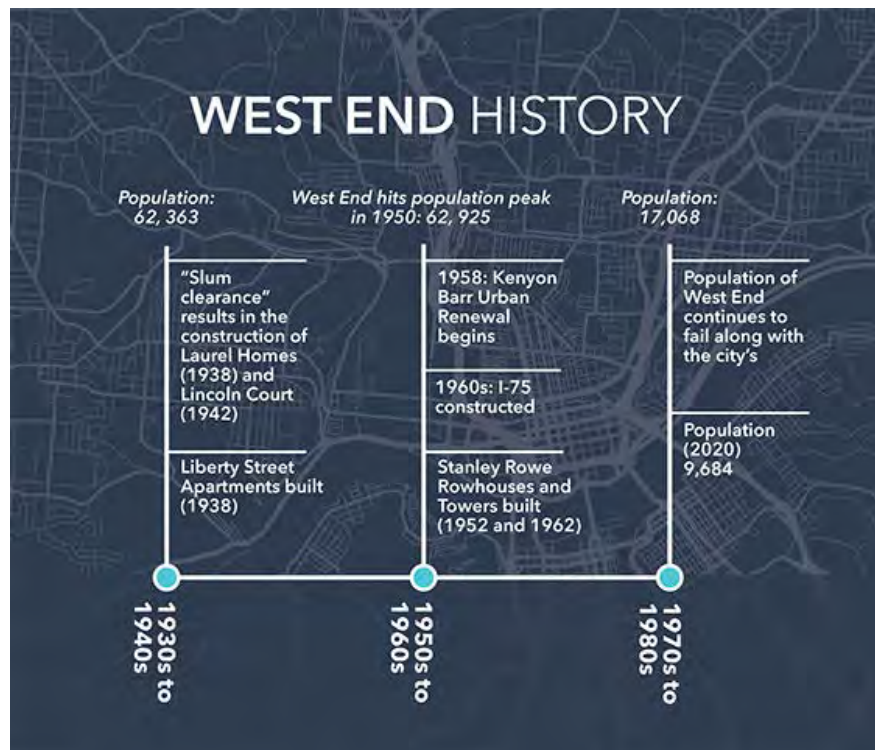 WEST END HISTORY
Population:
62, 363
"Slum
clearance"
results in the
construction of
Laurel Homes
(1938) and
Lincoln Court
(1942)
Liberty Street
Apartments built
(1938)
1930s to
1940s
West End hits population peak
in 1950: 62, 925
1958: Kenyon
Barr Urban
Renewal
begins
1960s: I-75
constructed
Stanley Rowe
Rowhouses and
Towers built
(1952 and 1962)
1950s to
1960s
Population:
17,068
Population of
West End
continues to
fail along with
the city's
Population
(2020)
9,684
1970s to
1980s